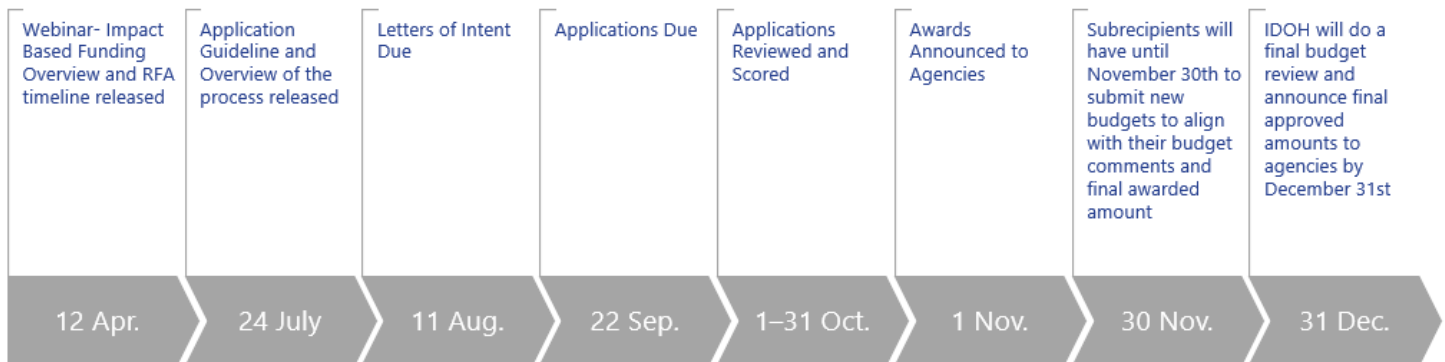 Webinar- Impact
Based Funding
Overview and RFA
timeline released
Application
Guideline and
Overview of the
process released
Letters of Intent
Due
Applications Due
Applications
Reviewed and
Scored
Awards
Announced to
Agencies
Subrecipients will
have until
November 30th to
submit new
budgets to align
with their budget
comments and
final awarded
amount
IDOH will do a
final budget
review and
announce final
approved
amounts to
agencies by
December 31st
12 Apr.
24 July
11 Aug.
22 Sep.
1–31 Oct.
1 Nov.
30 Nov.
31 Dec.